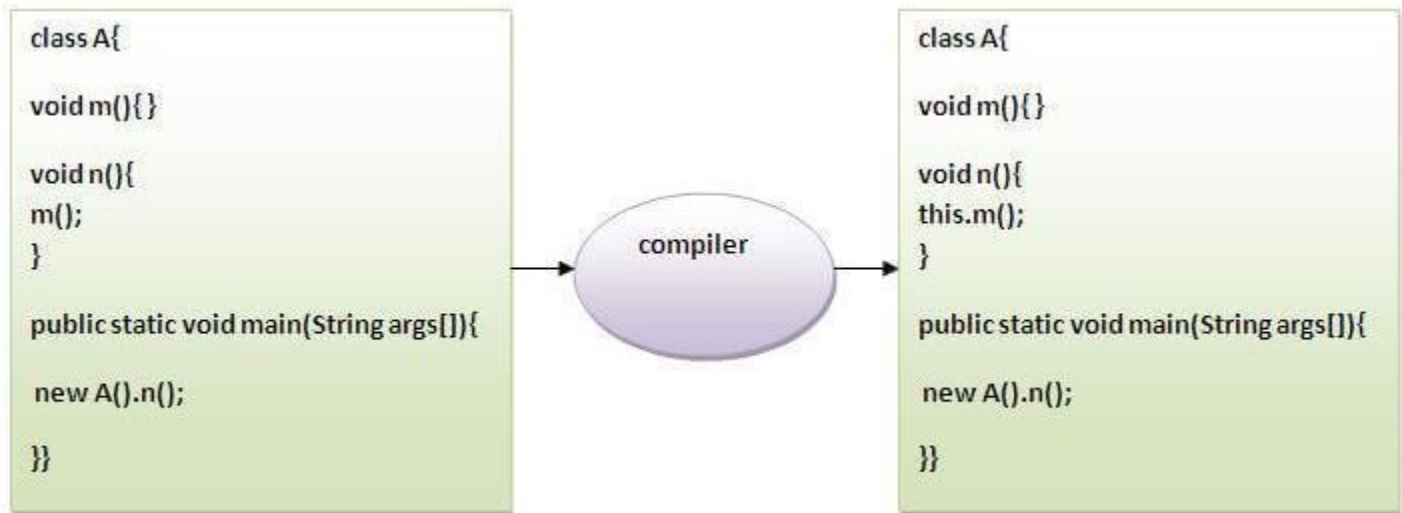 class A{
void m(){}
void n(){
m();
}
public static void main(String args[]){
new A().n();
}}
compiler
class A{
void m(){}
void n(){
this.m();
}
public static void main(String args[]){
new A().n();
}}